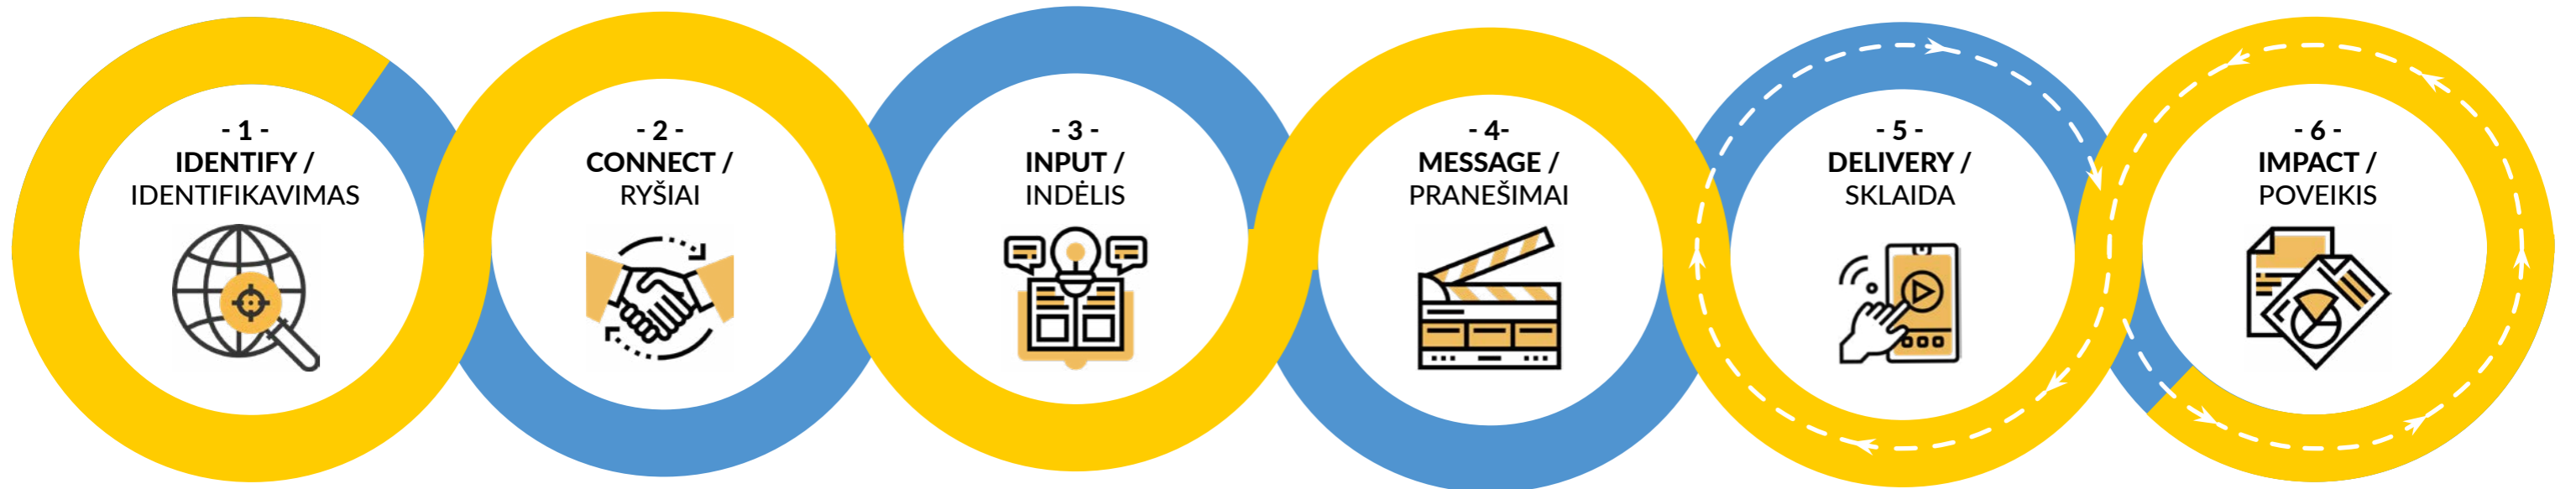 - 1 -
IDENTIFY /
IDENTIFIKAVIMAS
- 2 -
CONNECT /
RYŠIAI
- 3 -
INPUT /
INDĖLIS
- 4-
MESSAGE /
PRANEŠIMAI
- 5 -
DELIVERY /
SKLAIDA
- 6 -
IMPACT /
POVEIKIS